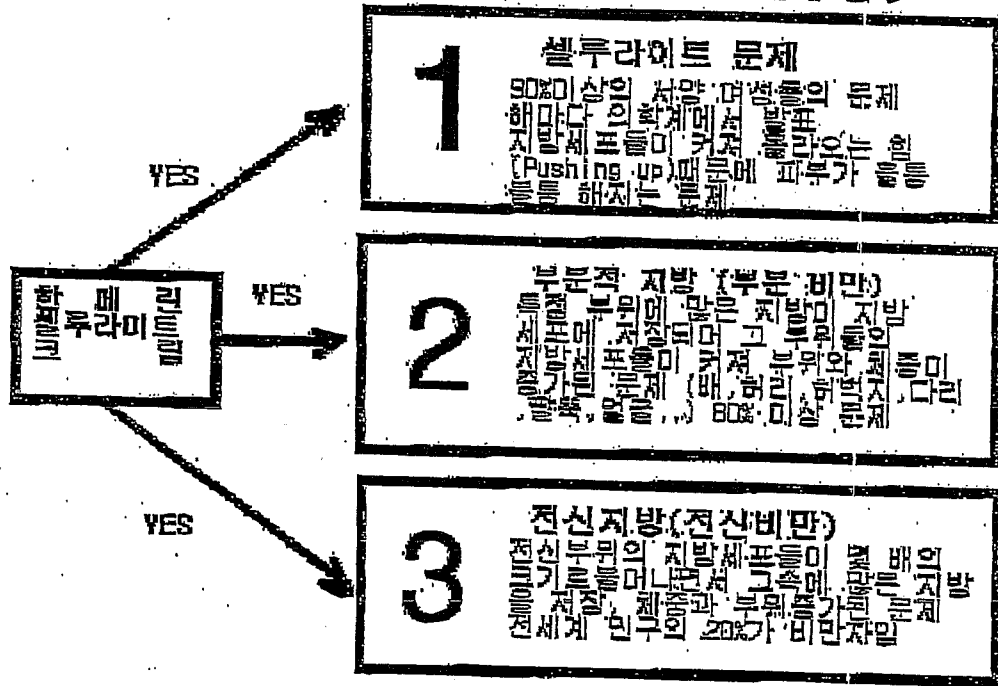 셀루라이트 문제
90%이상의 서양 여성들의 문제
해마다 의학계에서 발표
지방세포들이 커져 올라오는 힘
(Pushing up)때문에 피부가 울퉁
불퉁 해지는 문제
YES
YES
부분적 지방 (부분 비만)
특정 부위에 많은 지방이 지방
세포에 저장되며 그 부분들의
지방세포들이 커져 부위와 체중이
증가된 문제 (배,허리,허벅지,다리
80% 이상 문제
YES
전신지방(전신비만)
전신부위의 지방세포들이 몇 배의
크기로 늘어나면서 그속에 많은 지방
을 저장, 체중과 부위증가된 문제
전세계 인구의 20%가 비만자임
1
2
3